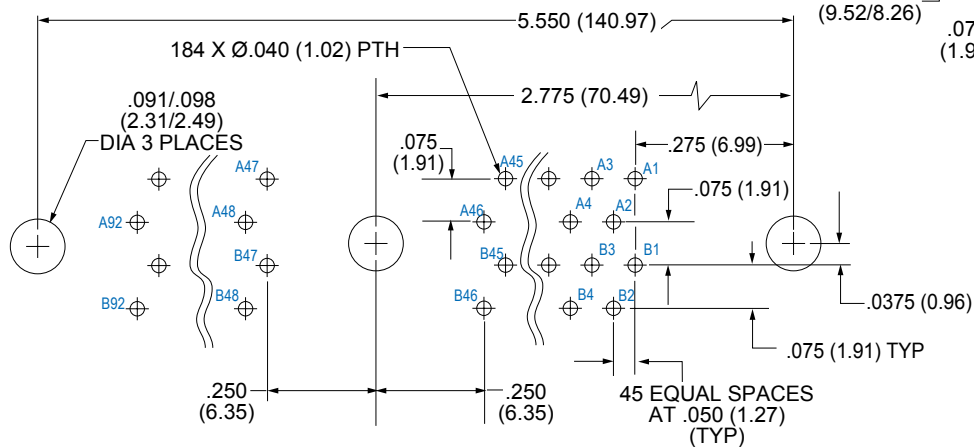 5.550 (140.97)
(9.52/8.26)
184 X Ø.040 (1.02) PTH
2.775 (70.49)
.091/.098
(2.31/2.49)
DIA 3 PLACES
.075
(1.91)
.275 (6.99)
A47
A45
A3
A1
.075 (1.91)
A92
A48
A46
A4
A2
B47
B45
B3
B1
B92
B48
B46
B4
B2
.0375 (0.96)
.075 (1.91) TYP
.250
(6.35)
.250
(6.35)
45 EQUAL SPACES
AT .050 (1.27)
(TYP)